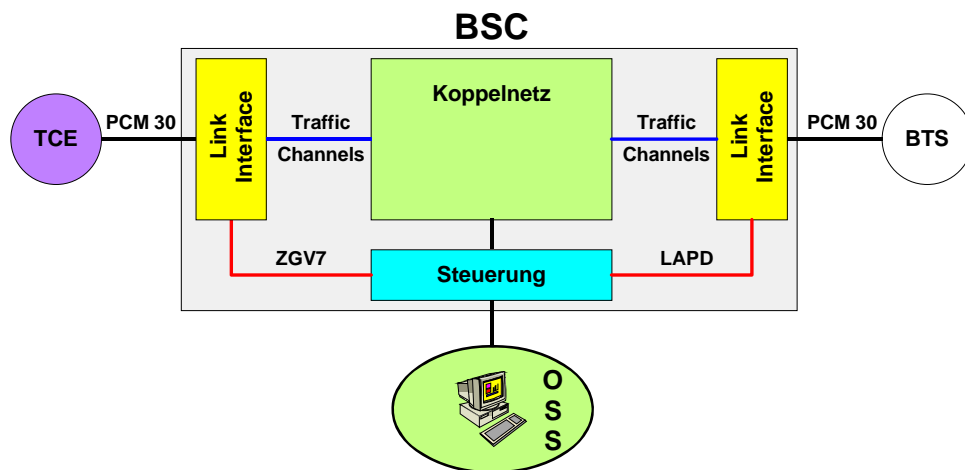 BSC
TCE
PCM 30
Link
Interface
Traffic
Channels
Koppelnetz
Traffic
Channels
Link
Interface
PCM 30
BTS
ZGV7
Steuerung
LAPD
O
S
S